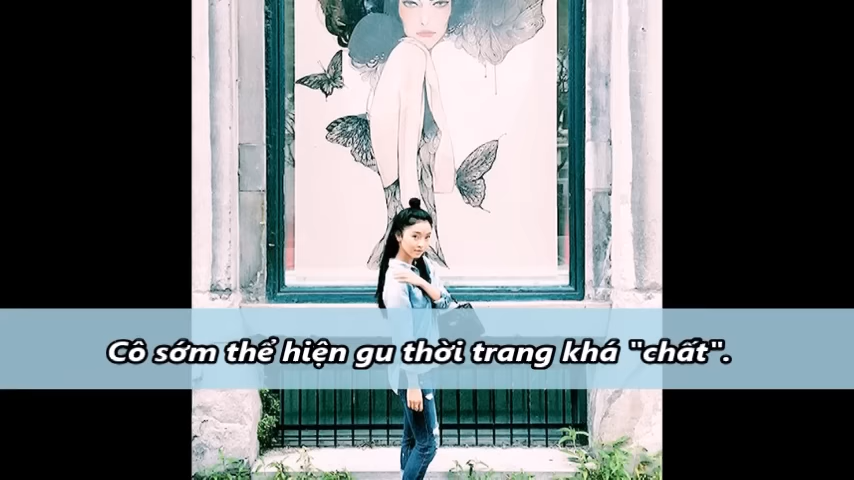 Cô sớm thể hiện gu thời trang khá "chất".